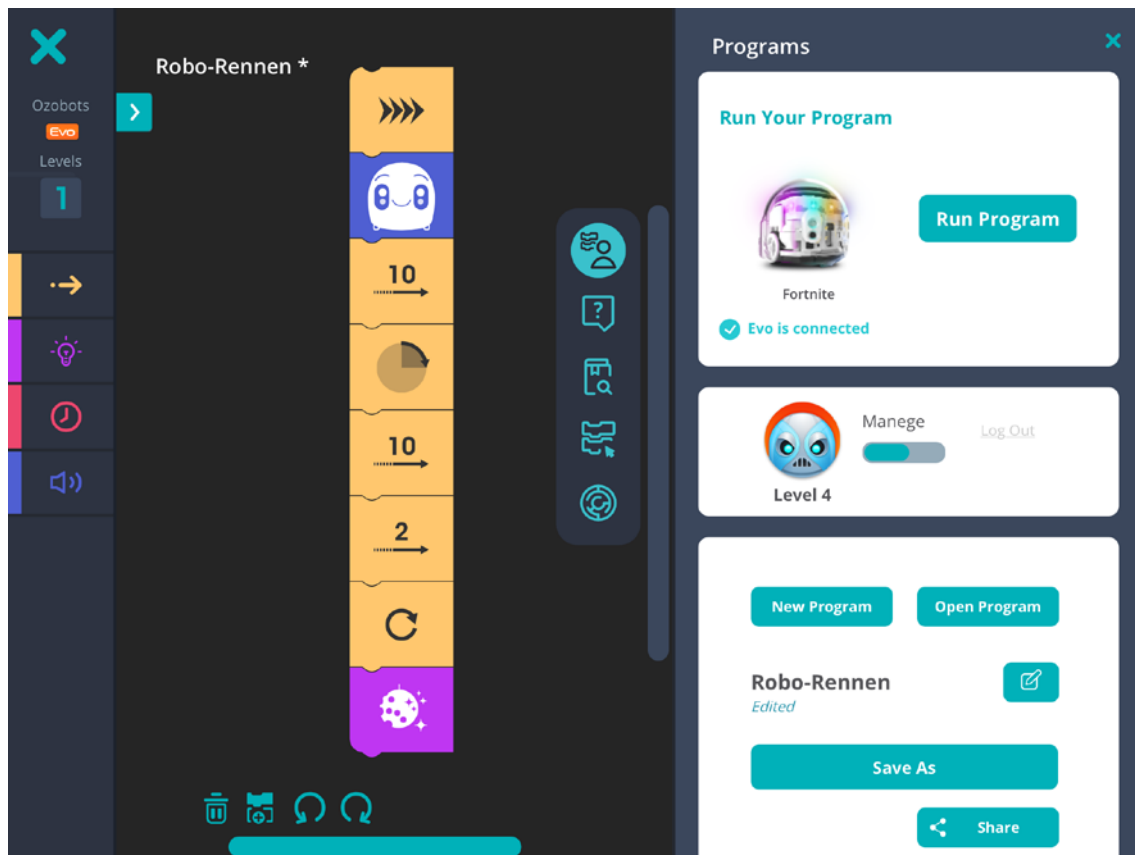 Ozobots
Evo
Levels
1
Robo-Rennen *
10
10
2
Programs
Run Your Program
Run Program
Fortnite
Evo is connected
Manege
Log Out
Level 4
New Program
Open Program
Robo-Rennen
Edited
Save As
Share